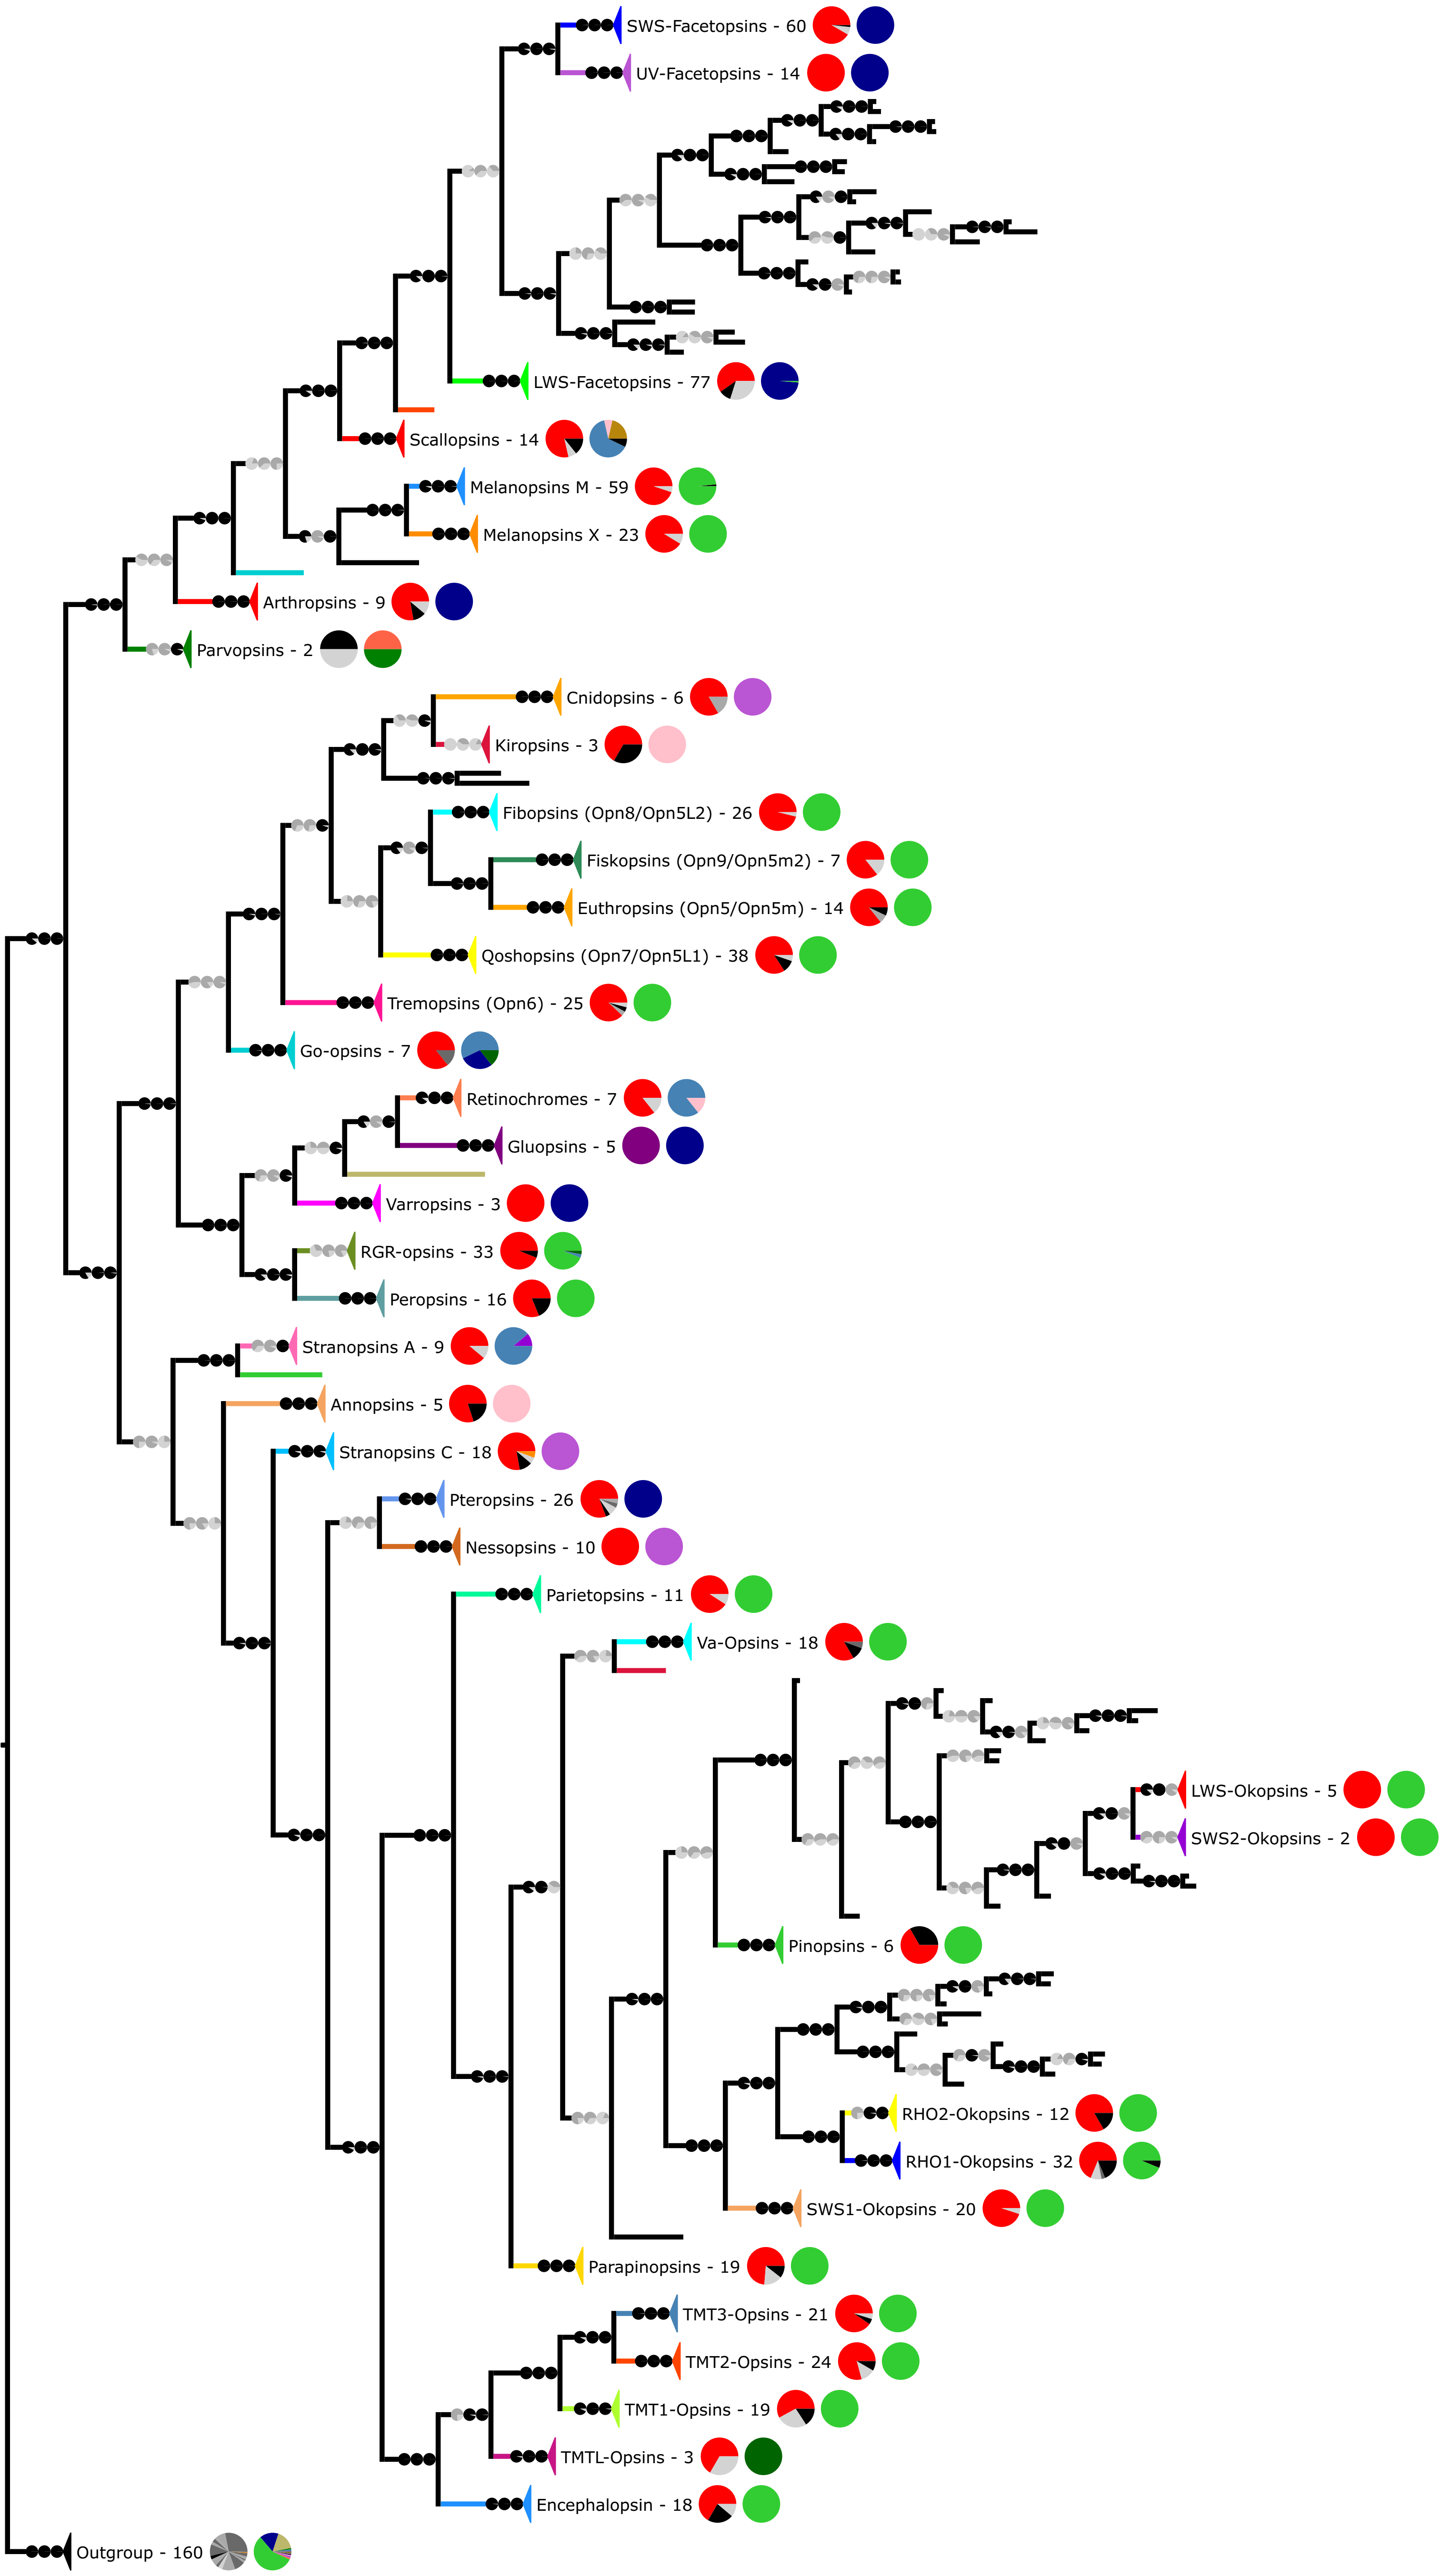 SWS-Facetopsins - 60
UV-Facetopsins - 14
LWS-Facetopsins - 77
Scallopsins - 14
Melanopsins M - 59
Melanopsins X - 23
Arthropsins - 9
Parvopsins - 2
Cnidopsins - 6
Kiropsins - 3
Fibopsins (Opn8/Opn5L2) - 26
Fiskopsins (Opn9/Opn5m2) - 7
Euthropsins (Opn5/Opn5m) - 14
Qoshopsins (Opn7/Opn5L1) - 38
Tremopsins (Opn6) - 25
Go-opsins - 7
Retinochromes - 7
Gluopsins - 5
Varropsins - 3
RGR-opsins - 33
Peropsins - 16
Stranopsins A - 9
Annopsins - 5
Stranopsins C - 18
Pteropsins - 26
Nessopsins - 10
Parietopsins - 11
Va-Opsins - 18
LWS-Okopsins - 5
SWS2-Okopsins - 2
Pinopsins - 6
RHO2-Okopsins - 12
RHO1-Okopsins - 32
SWS1-Okopsins - 20
Parapinopsins - 19
TMT3-Opsins - 21
TMT2-Opsins - 24
TMT1-Opsins - 19
TMTL-Opsins - 3
Encephalopsin - 18
Outgroup - 160